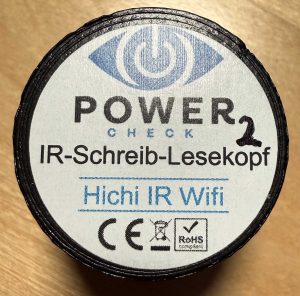 POWER
2
CHECK
IR-Schreib-Lesekopf
Hichi IR Wifi
CE RoHS
compliant